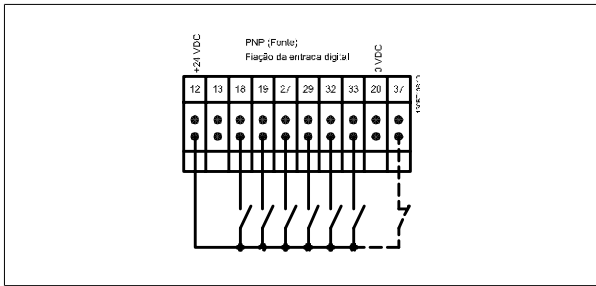 +24 VDC
PNP (Fonte)
Fiação da entrada digital
0 VDC
12 13 18 19 27 29 32 33 20 37